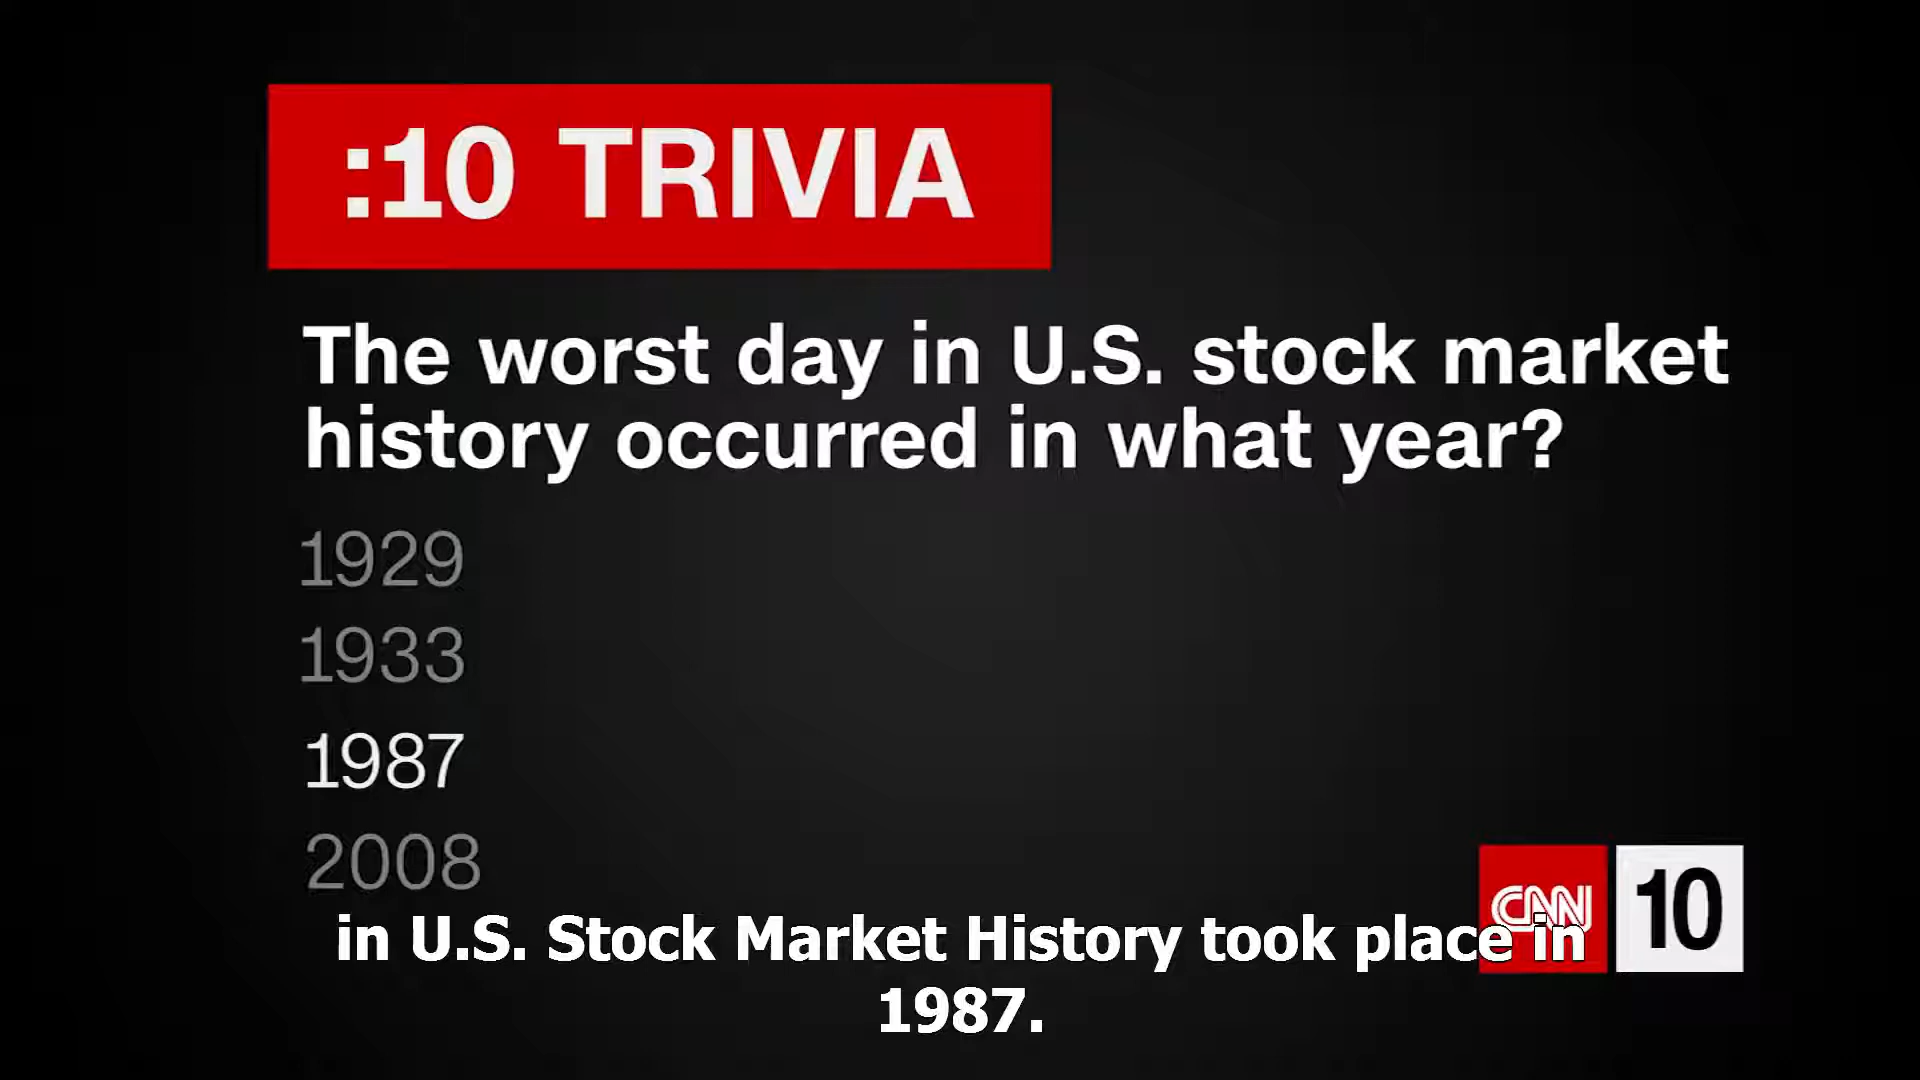 :10 TRIVIA
The worst day in U.S. stock market
history occurred in what year?
1929
1933
1987
2008
CNN 10
in U.S. Stock Market History took place in
1987.